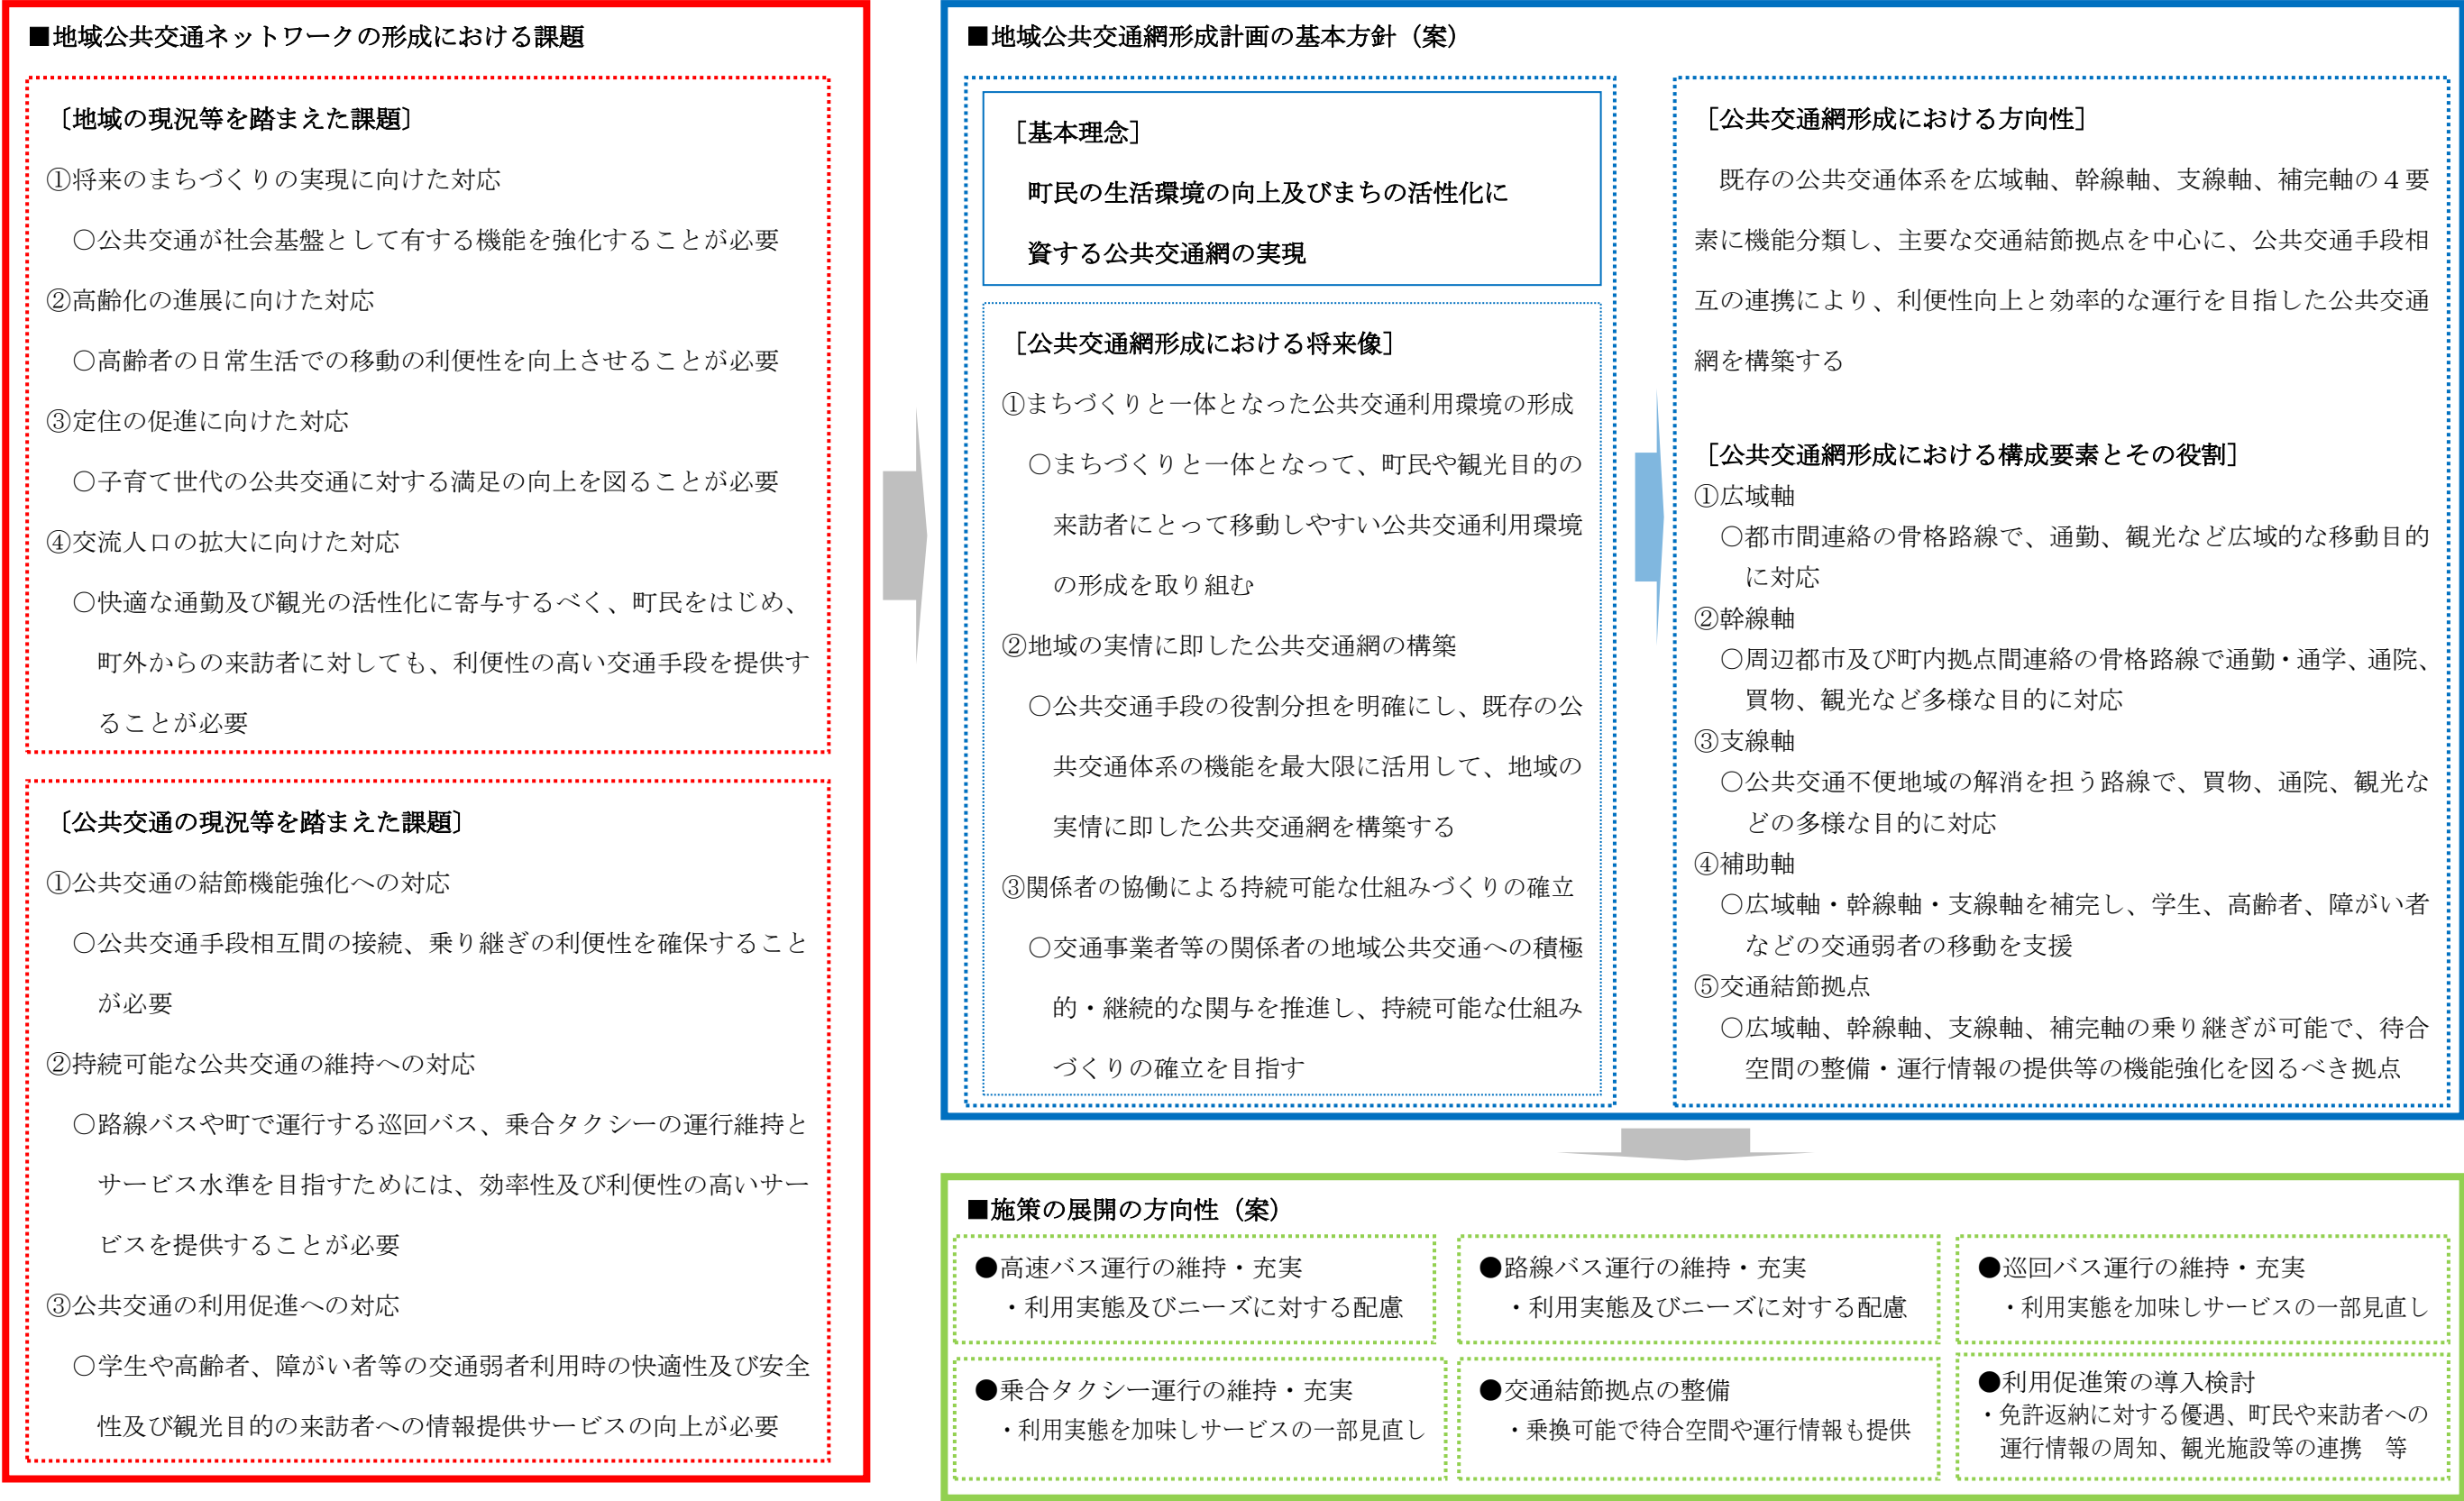 ■地域公共交通ネットワークの形成における課題
〔地域の現況等を踏まえた課題〕
①将来のまちづくりの実現に向けた対応
○公共交通が社会基盤として有する機能を強化することが必要
②高齢化の進展に向けた対応
○高齢者の日常生活での移動の利便性を向上させることが必要
③定住の促進に向けた対応
○子育て世代の公共交通に対する満足の向上を図ることが必要
④交流人口の拡大に向けた対応
○快適な通勤及び観光の活性化に寄与するべく、町民をはじめ、
町外からの来訪者に対しても、利便性の高い交通手段を提供す
ることが必要
〔公共交通の現況等を踏まえた課題〕
①公共交通の結節機能強化への対応
○公共交通手段相互間の接続、乗り継ぎの利便性を確保すること
が必要
②持続可能な公共交通の維持への対応
○路線バスや町で運行する巡回バス、乗合タクシーの運行維持と
サービス水準を目指すためには、効率性及び利便性の高いサー
ビスを提供することが必要
③公共交通の利用促進への対応
○学生や高齢者、障がい者等の交通弱者利用時の快適性及び安全
性及び観光目的の来訪者への情報提供サービスの向上が必要
■地域公共交通網形成計画の基本方針（案）
［基本理念］
町民の生活環境の向上及びまちの活性化に
資する公共交通網の実現
［公共交通網形成における将来像］
①まちづくりと一体となった公共交通利用環境の形成
○まちづくりと一体となって、町民や観光目的の
来訪者にとって移動しやすい公共交通利用環境
の形成を取り組む
②地域の実情に即した公共交通網の構築
○公共交通手段の役割分担を明確にし、既存の公
共交通体系の機能を最大限に活用して、地域の
実情に即した公共交通網を構築する
③関係者の協働による持続可能な仕組みづくりの確立
○交通事業者等の関係者の地域公共交通への積極
的・継続的な関与を推進し、持続可能な仕組み
づくりの確立を目指す
［公共交通網形成における方向性］
既存の公共交通体系を広域軸、幹線軸、支線軸、補完軸の４要
素に機能分類し、主要な交通結節拠点を中心に、公共交通手段相
互の連携により、利便性向上と効率的な運行を目指した公共交通
網を構築する
［公共交通網形成における構成要素とその役割］
①広域軸
○都市間連絡の骨格路線で、通勤、観光など広域的な移動目的
に対応
②幹線軸
○周辺都市及び町内拠点間連絡の骨格路線で通勤・通学、通院、
買物、観光など多様な目的に対応
③支線軸
○公共交通不便地域の解消を担う路線で、買物、通院、観光な
どの多様な目的に対応
④補助軸
○広域軸・幹線軸・支線軸を補完し、学生、高齢者、障がい者
などの交通弱者の移動を支援
⑤交通結節拠点
○広域軸、幹線軸、支線軸、補完軸の乗り継ぎが可能で、待合
空間の整備・運行情報の提供等の機能強化を図るべき拠点
■施策の展開の方向性（案）
●高速バス運行の維持・充実
・利用実態及びニーズに対する配慮
●路線バス運行の維持・充実
・利用実態及びニーズに対する配慮
●巡回バス運行の維持・充実
・利用実態を加味しサービスの一部見直し
●乗合タクシー運行の維持・充実
・利用実態を加味しサービスの一部見直し
●交通結節拠点の整備
・乗換可能で待合空間や運行情報も提供
●利用促進策の導入検討
・免許返納に対する優遇、町民や来訪者への
運行情報の周知、観光施設等の連携　等